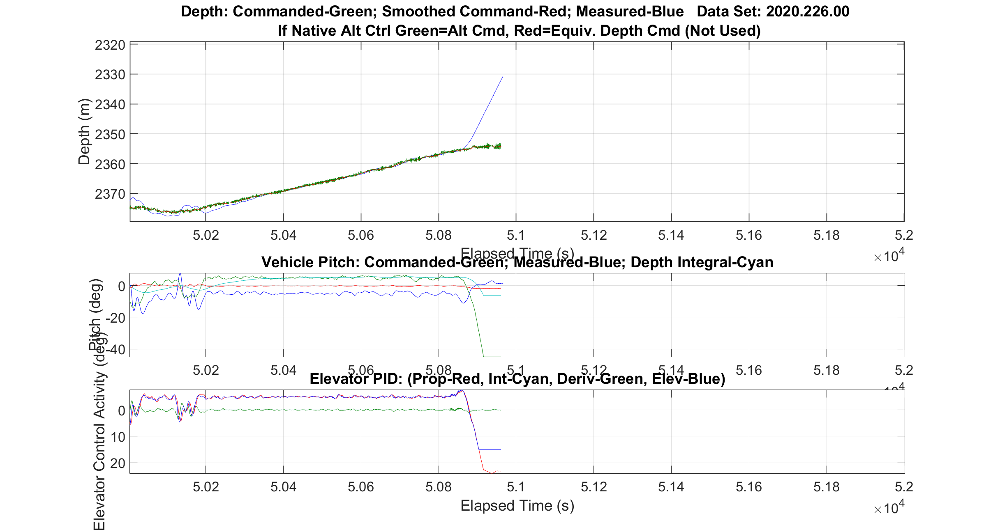 Depth: Commanded-Green; Smoothed Command-Red; Measured-Blue   Data Set: 2020.226.00
If Native Alt Ctrl Green=Alt Cmd, Red=Equiv. Depth Cmd (Not Used)
Depth (m)
2320
2330
2340
2350
2360
2370
5.02 5.04 5.06 5.08 5.1 5.12 5.14 5.16 5.18 5.2
Elapsed Time (s)
×10^4
Vehicle Pitch: Commanded-Green; Measured-Blue; Depth Integral-Cyan
Pitch (deg)
0
-20
-40
5.02 5.04 5.06 5.08 5.1 5.12 5.14 5.16 5.18 5.2
Elevator PID: (Prop-Red, Int-Cyan, Deriv-Green, Elev-Blue)
Elevator Control Activity (deg)
0
10
20
5.02 5.04 5.06 5.08 5.1 5.12 5.14 5.16 5.18 5.2
Elapsed Time (s)
×10^4